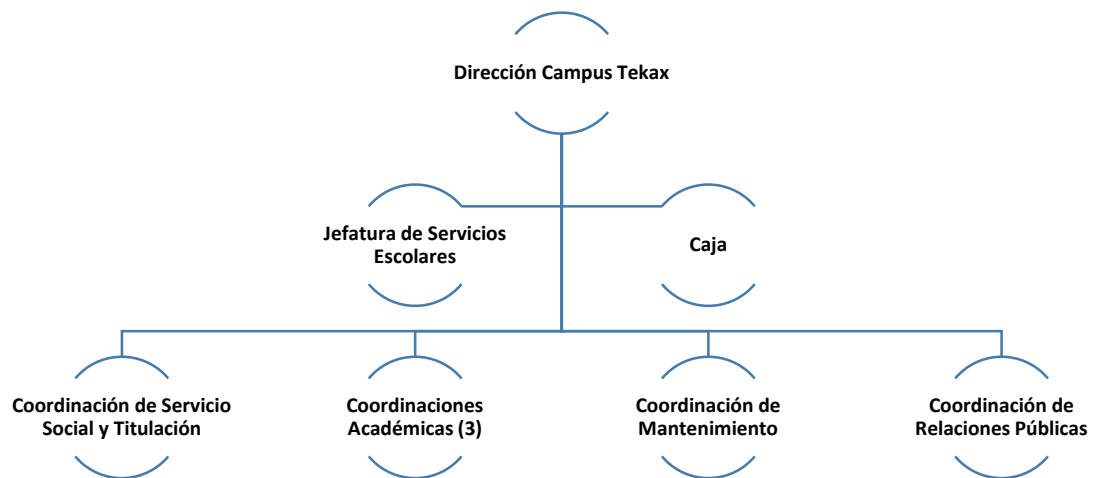 Dirección Campus Tekax
Jefatura de Servicios
Escolares
Caja
Coordinación de Servicio
Social y Titulación
Coordinaciones
Académicas (3)
Coordinación de
Mantenimiento
Coordinación de
Relaciones Públicas